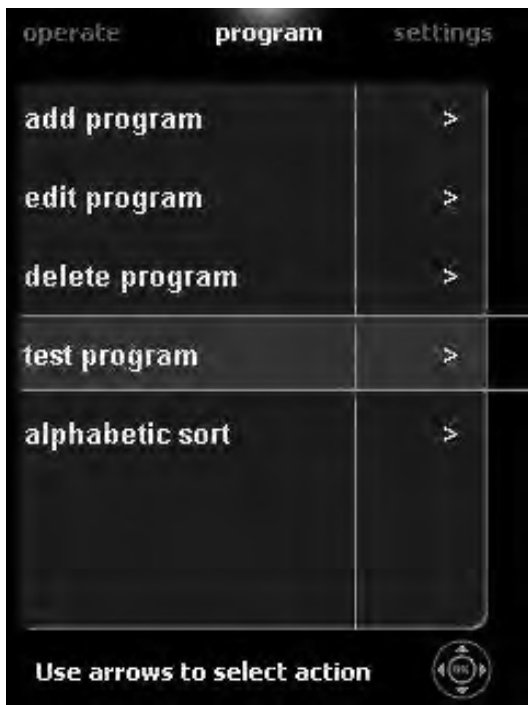 operate program settings
add program >
edit program >
delete program >
test program >
alphabetic sort >
Use arrows to select action OK